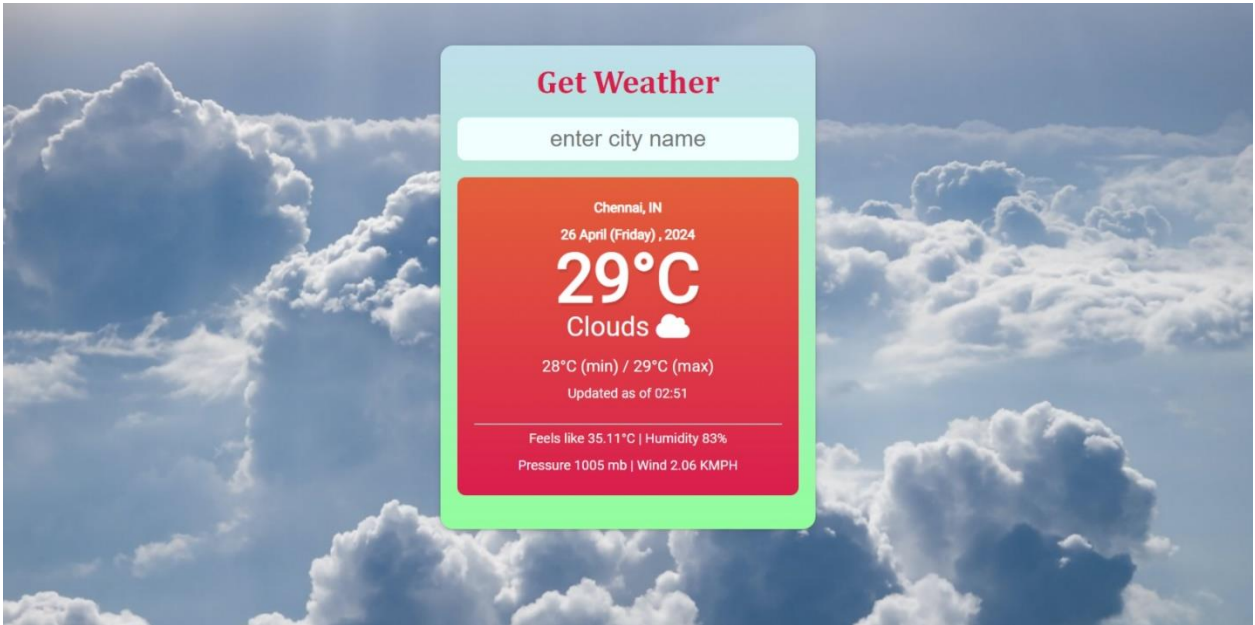 Get Weather
enter city name
Chennai, IN
26 April (Friday) , 2024
29°C
Clouds
28°C (min) / 29°C (max)
Updated as of 02:51
Feels like 35.11°C | Humidity 83%
Pressure 1005 mb | Wind 2.06 KMPH